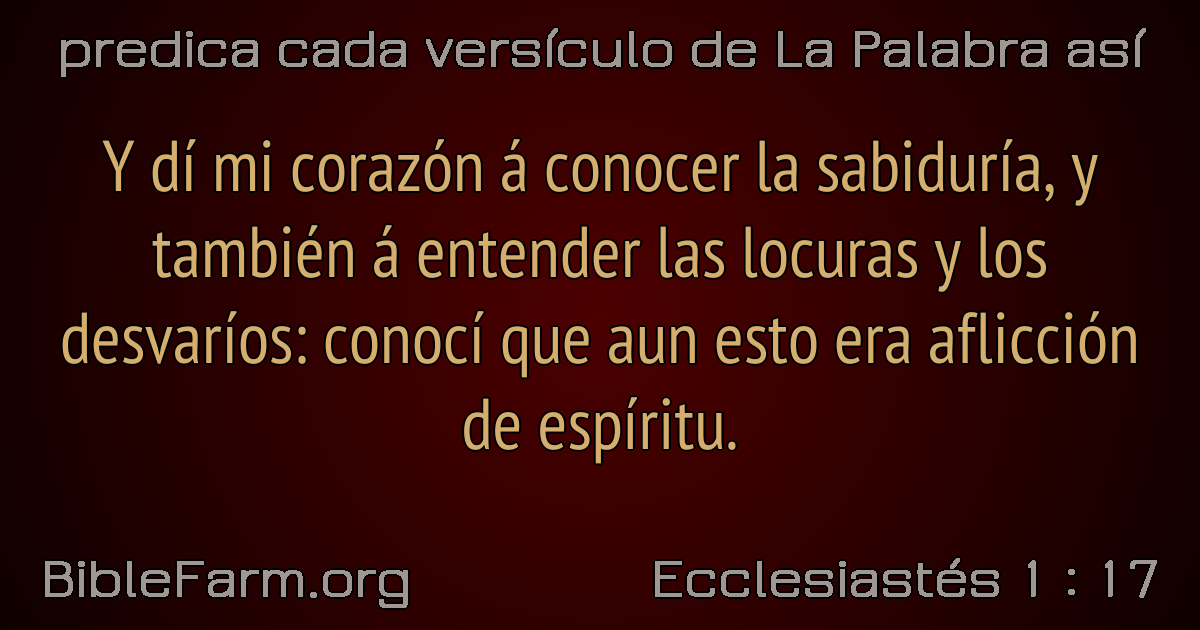 predica cada versículo de La Palabra así
Y dí mi corazón á conocer la sabiduría, y
también á entender las locuras y los
desvaríos: conocí que aun esto era aflicción
de espíritu.
BibleFarm.org
Ecclesiastés 1 : 17